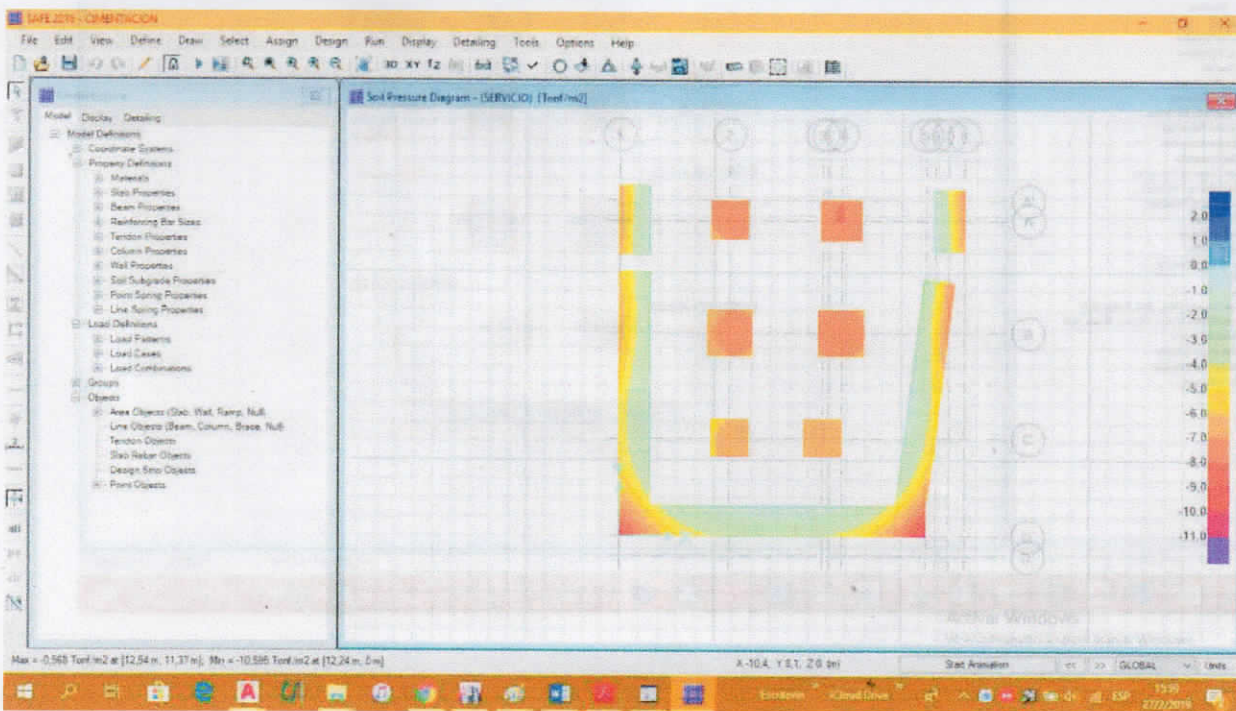 SAFE 2016 - CIMENTACION
File Edit View Define Draw Select Assign Design Run Display Detailing Tools Options Help
3D XY
Soil Pressure Diagram - (SERVICIO) [Tonf/m2]
Model Display Detailing
Model Definitions
Coordinate Systems
Property Definitions
Materials
Slab Properties
Beam Properties
Reinforcing Bar Sizes
Tendon Properties
Column Properties
Wall Properties
Soil Subgrade Properties
Point Spring Properties
Line Spring Properties
Load Definitions
Load Patterns
Load Cases
Load Combinations
Groups
Objects
Area Objects (Slab, Wall, Ramp, Null)
Line Objects (Beam, Column, Brace, Null)
Tendon Objects
Slab Rebar Objects
Design Strip Objects
Point Objects
2
B
C
2.0
1.0
0.0
-1.0
-2.0
-3.0
-4.0
-5.0
-6.0
-7.0
-8.0
-9.0
-10.0
-11.0
all
Activar Windows
Max = -0,568 Tonf/m2 at [12,54 m, 11,37 m]; Min = -10,595 Tonf/m2 at [12,24 m, 0 m]
Start Animation << >> GLOBAL Units
Escritorio iCloud Drive ESP 27/2/2019